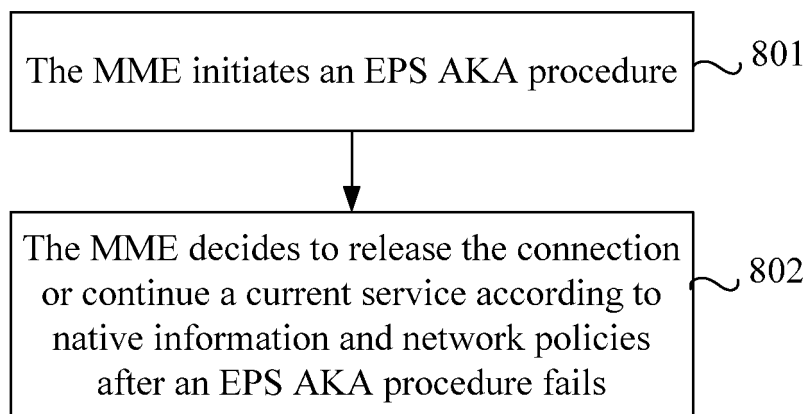 The MME initiates an EPS AKA procedure
801
The MME decides to release the connection
or continue a current service according to
native information and network policies
after an EPS AKA procedure fails
802